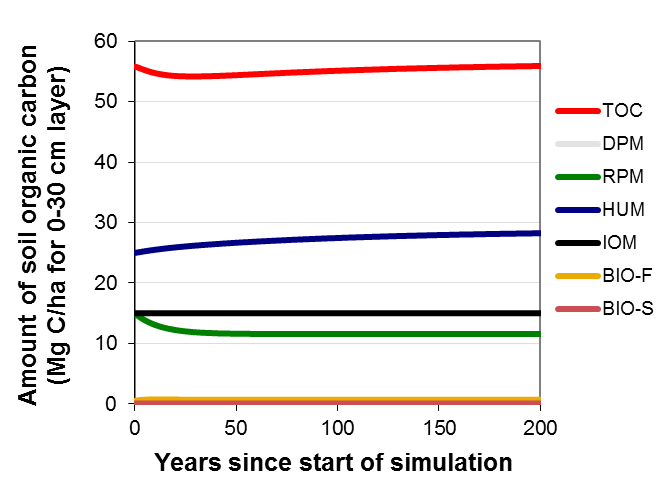 Amount of soil organic carbon
(Mg C/ha for 0-30 cm layer)
60
50
40
30
20
10
0
0 50 100 150 200
Years since start of simulation
TOC
DPM
RPM
HUM
IOM
BIO-F
BIO-S